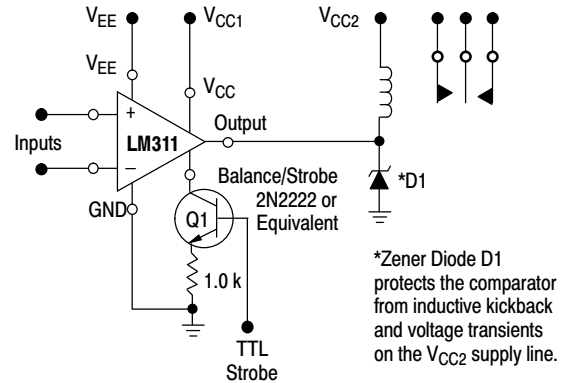 VEE
VCC1
VCC2
VEE
VCC
+
Inputs
LM311
Output
−
GND
Balance/Strobe
2N2222 or
Equivalent
Q1
*D1
1.0 k
TTL
Strobe
*Zener Diode D1
protects the comparator
from inductive kickback
and voltage transients
on the VCC2 supply line.